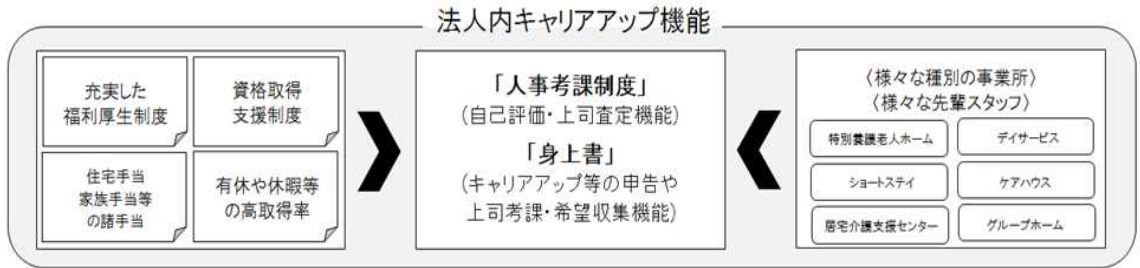 法人内キャリアアップ機能
充実した
福利厚生制度
資格取得
支援制度
住宅手当
家族手当等
の諸手当
有休や休暇等
の高取得率
「人事考課制度」
(自己評価・上司査定機能)
「身上書」
(キャリアアップ等の申告や
上司考課・希望収集機能)
〈様々な種別の事業所〉
〈様々な先輩スタッフ〉
特別養護老人ホーム
デイサービス
ショートステイ
ケアハウス
居宅介護支援センター
グループホーム